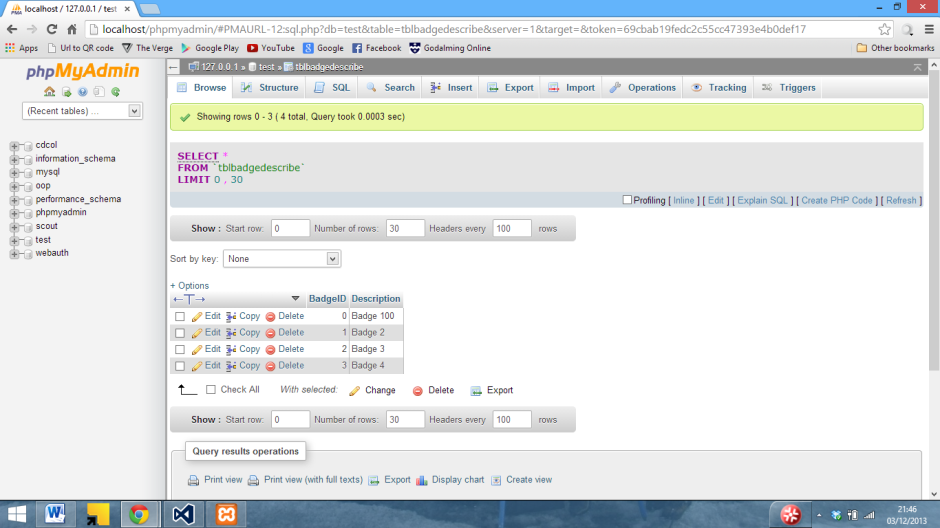 localhost / 127.0.0.1 / test
localhost/phpmyadmin/#PMAURL-12:sql.php?db=test&table=tblbadgedescribe&server=1&target=&token=69cbab19fedc2c55cc47393e4b0def17
Apps Url to QR code The Verge Google Play YouTube Google Facebook Godalming Online Other bookmarks
phpMyAdmin
127.0.0.1 » test » tblbadgedescribe
Browse Structure SQL Search Insert Export Import Operations Tracking Triggers
(Recent tables) ...
Showing rows 0 - 3 ( 4 total, Query took 0.0003 sec)
cdcol
information_schema
mysql
oop
performance_schema
phpmyadmin
scout
test
webauth
SELECT *
FROM `tblbadgedescribe`
LIMIT 0 , 30
Profiling [ Inline ] [ Edit ] [ Explain SQL ] [ Create PHP Code ] [ Refresh ]
Show : Start row: 0 Number of rows: 30 Headers every 100 rows
Sort by key: None
+ Options
←T→ BadgeID Description
Edit Copy Delete 0 Badge 100
Edit Copy Delete 1 Badge 2
Edit Copy Delete 2 Badge 3
Edit Copy Delete 3 Badge 4
Check All With selected: Change Delete Export
Show : Start row: 0 Number of rows: 30 Headers every 100 rows
Query results operations
Print view Print view (with full texts) Export Display chart Create view
21:46
03/12/2013